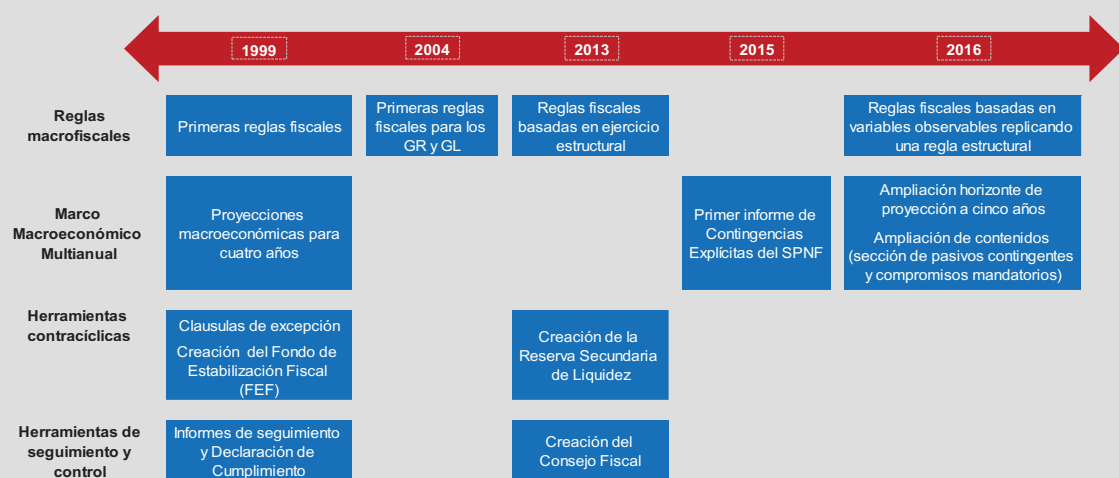 1999
2004
2013
2015
2016
Reglas
macrofiscales
Primeras reglas fiscales
Primeras reglas
fiscales para los
GR y GL
Reglas fiscales
basadas en ejercicio
estructural
Reglas fiscales basadas en
variables observables replicando
una regla estructural
Marco
Macroeconómico
Multianual
Proyecciones
macroeconómicas para
cuatro años
Primer informe de
Contingencias
Explícitas del SPNF
Ampliación horizonte de
proyección a cinco años
Ampliación de contenidos
(sección de pasivos contingentes
y compromisos mandatorios)
Herramientas
contracíclicas
Clausulas de excepción
Creación del Fondo de
Estabilización Fiscal
(FEF)
Creación de la
Reserva Secundaria
de Liquidez
Herramientas de
seguimiento y
control
Informes de seguimiento
y Declaración de
Cumplimiento
Creación del
Consejo Fiscal